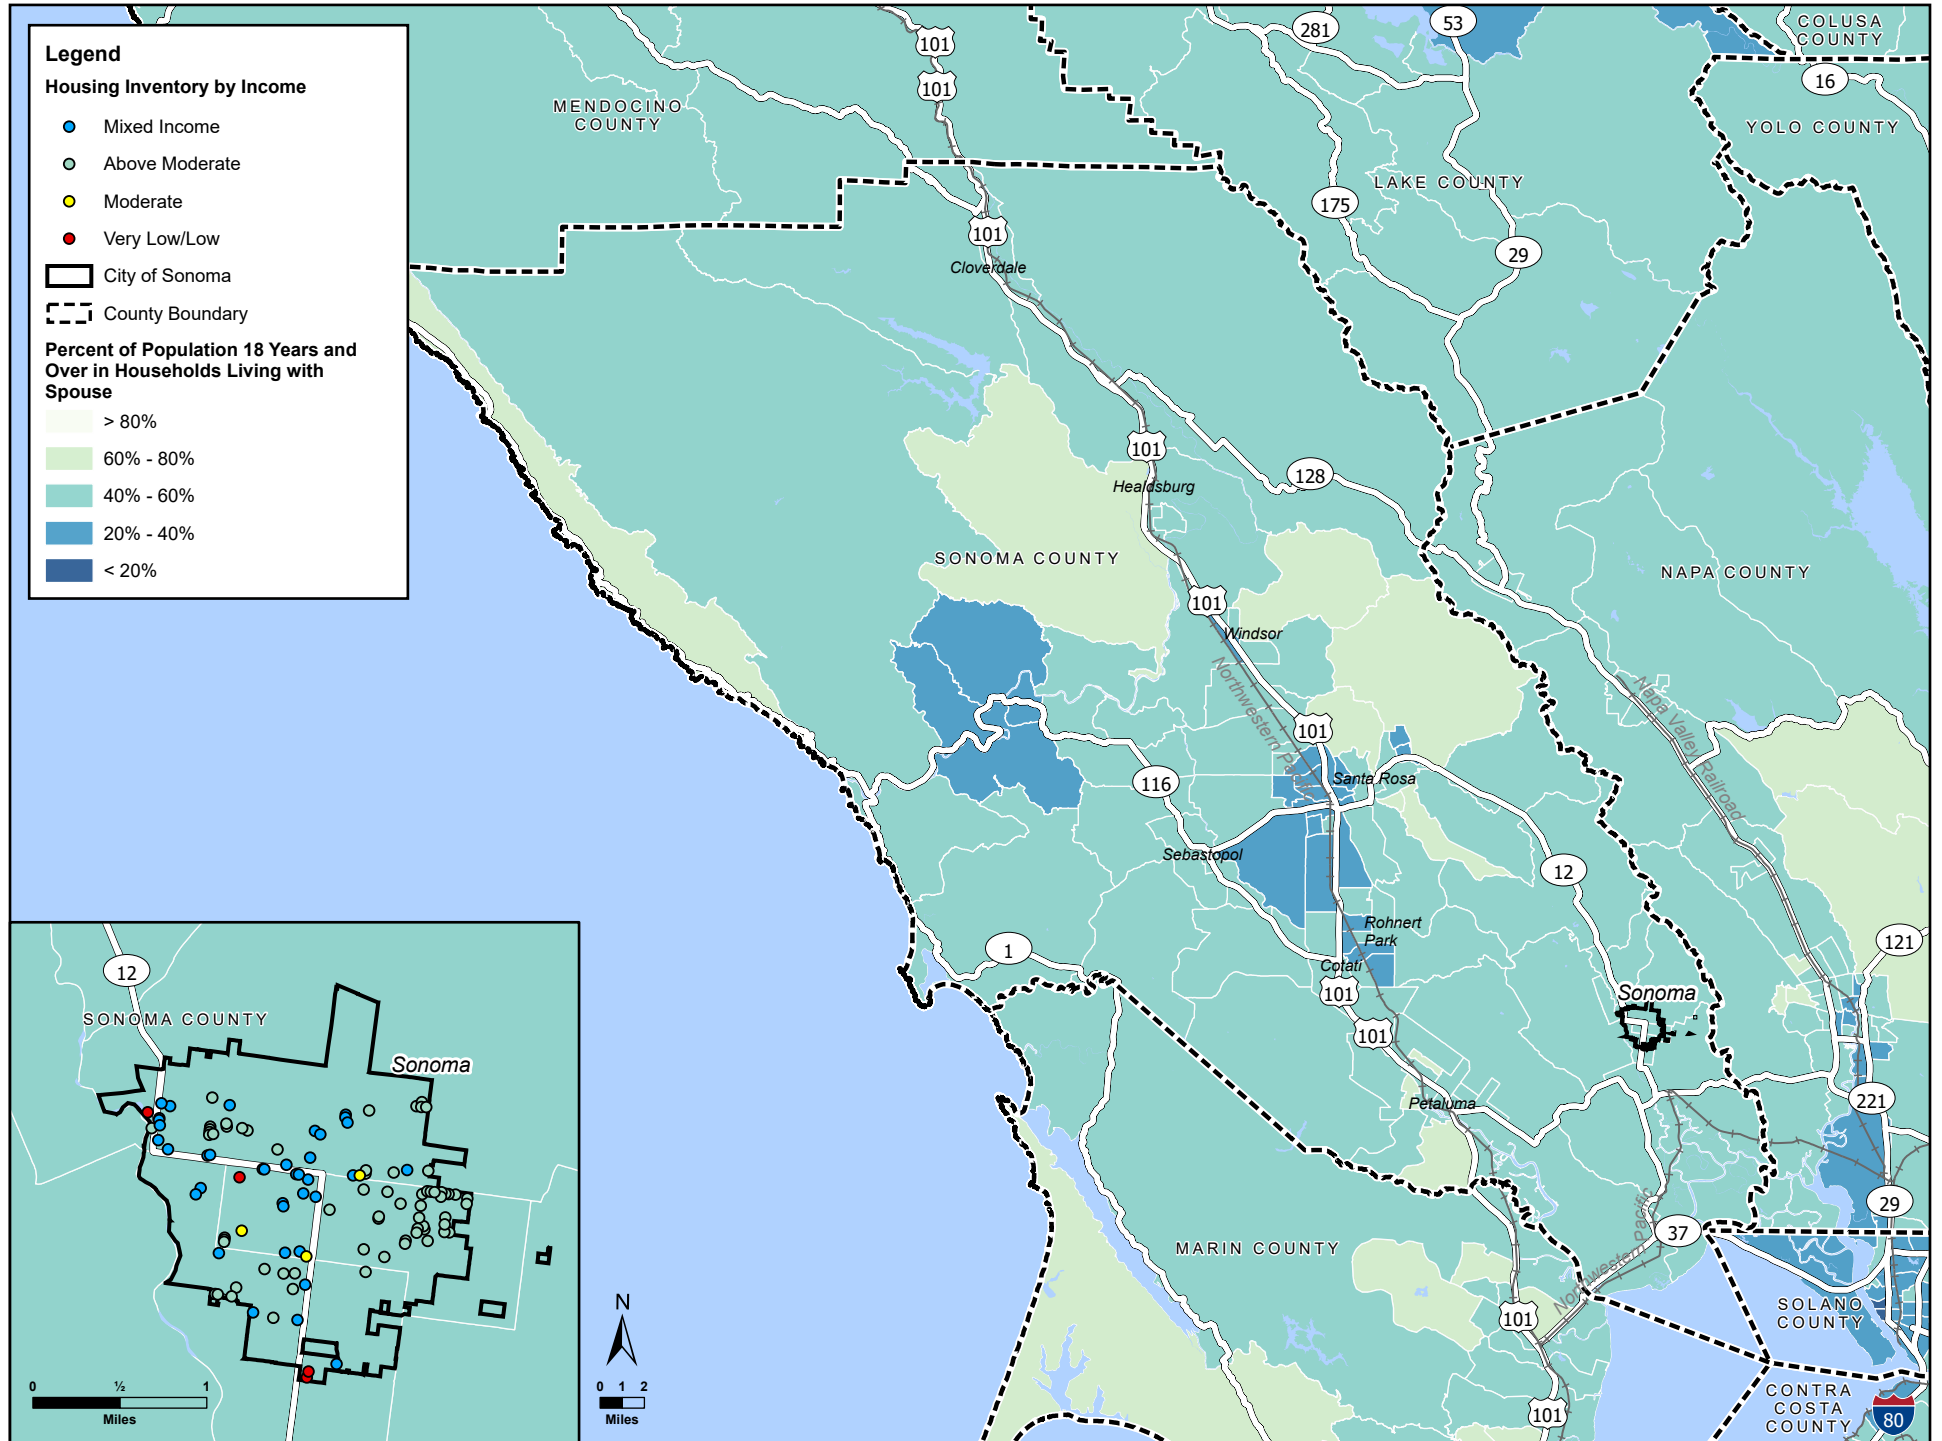 Legend
Housing Inventory by Income
Mixed Income
Above Moderate
Moderate
Very Low/Low
City of Sonoma
County Boundary
Percent of Population 18 Years and
Over in Households Living with
Spouse
> 80%
60% - 80%
40% - 60%
20% - 40%
< 20%
101
101
281
53
COLUSA
COUNTY
16
MENDOCINO
COUNTY
YOLO COUNTY
LAKE COUNTY
175
101
29
Cloverdale
101
128
Healdsburg
SONOMA COUNTY
NAPA COUNTY
101
Windsor
Northwestern Pacific
Napa Valley Railroad
101
116
Santa Rosa
Sebastopol
12
Rohnert
Park
121
1
Cotati
101
Sonoma
101
Petaluma
221
29
37
Northwestern Pacific
MARIN COUNTY
101
SOLANO
COUNTY
CONTRA
COSTA
COUNTY
101
80
12
SONOMA COUNTY
Sonoma
0 ½ 1
Miles
N
0 1 2
Miles